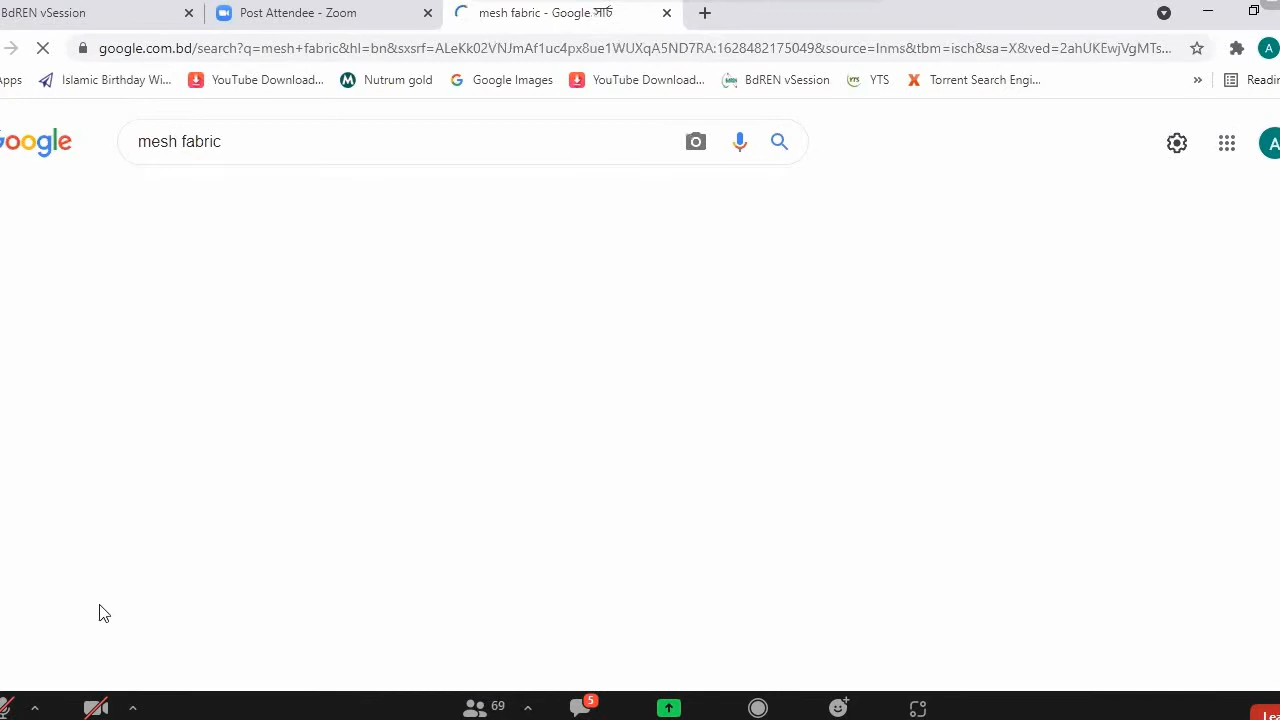 BdREN vSession
Post Attendee - Zoom
mesh fabric - Google সার্চ
google.com.bd/search?q=mesh+fabric&hl=bn&sxsrf=ALeKk02VNJmAf1uc4px8ue1WUXqA5ND7RA:1628482175049&source=lnms&tbm=isch&sa=X&ved=2ahUKEwjVgMTs...
A
Apps
Islamic Birthday Wi...
YouTube Download...
Nutrum gold
Google Images
YouTube Download...
BdREN vSession
YTS
YTS
Torrent Search Engi...
»
Readin
Google
mesh fabric
A
69
5